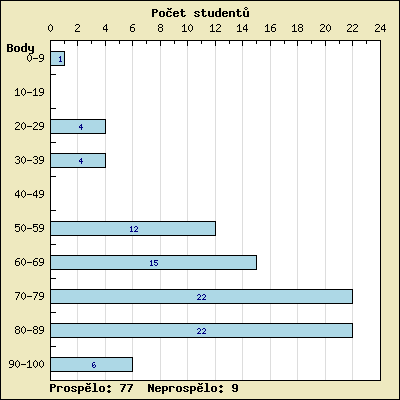 Počet studentů
0 2 4 6 8 10 12 14 16 18 20 22 24
Body
0-9 1
10-19
20-29 4
30-39 4
40-49
50-59 12
60-69 15
70-79 22
80-89 22
90-100 6
Prospělo: 77 Neprospělo: 9